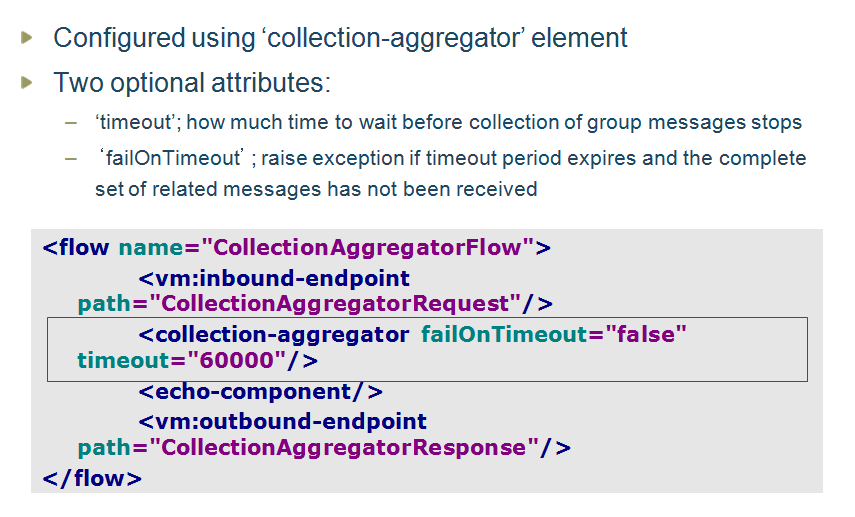 Configured using ‘collection-aggregator’ element
Two optional attributes:
– ‘timeout’; how much time to wait before collection of group messages stops
– ‘failOnTimeout’ ; raise exception if timeout period expires and the complete
set of related messages has not been received
<flow name="CollectionAggregatorFlow">
<vm:inbound-endpoint
path="CollectionAggregatorRequest"/>
<collection-aggregator failOnTimeout="false"
timeout="60000"/>
<echo-component/>
<vm:outbound-endpoint
path="CollectionAggregatorResponse"/>
</flow>